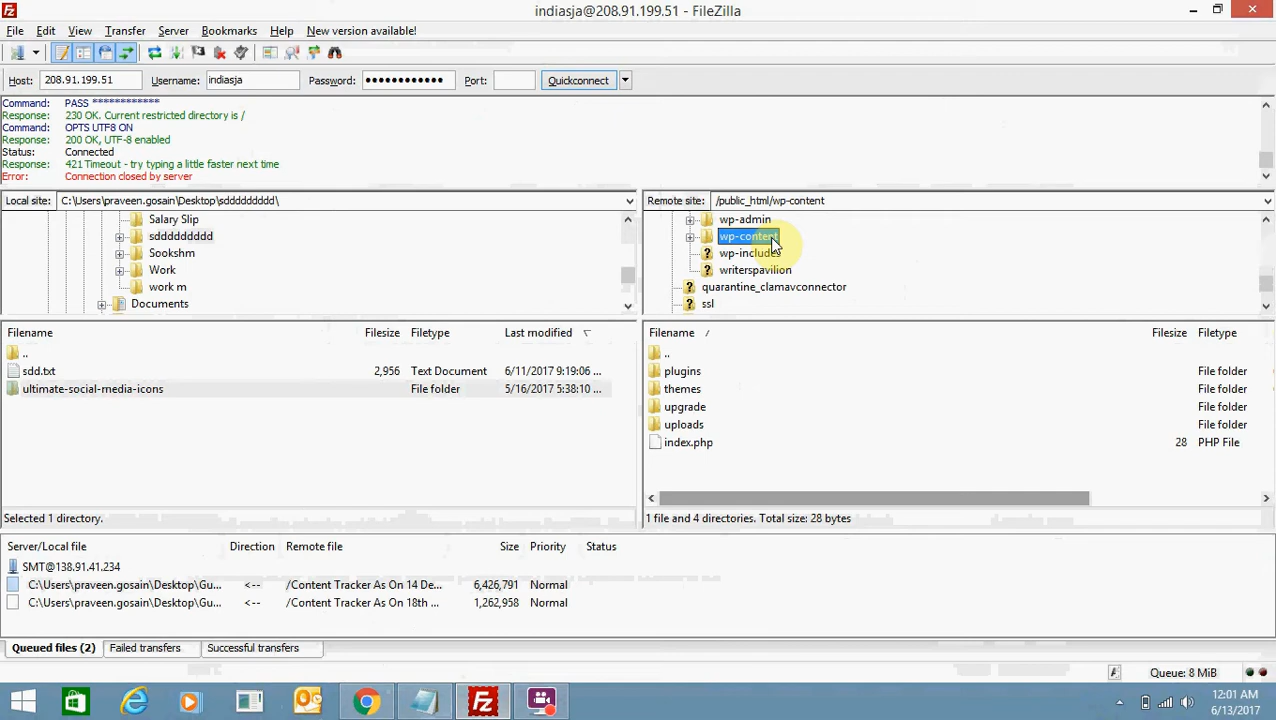 indiasja@208.91.199.51 - FileZilla
File Edit View Transfer Server Bookmarks Help New version available!
Host: 208.91.199.51 Username: indiasja Password: ●●●●●●●●●●●● Port: Quickconnect
Command: PASS ************
Response: 230 OK. Current restricted directory is /
Command: OPTS UTF8 ON
Response: 200 OK, UTF-8 enabled
Status: Connected
Response: 421 Timeout - try typing a little faster next time
Error: Connection closed by server
Local site: C:\Users\praveen.gosain\Desktop\sddddddddd\
Salary Slip
sddddddddd
Sookshm
Work
work m
Documents
Remote site: /public_html/wp-content
wp-admin
wp-content
wp-includes
writerspavilion
quarantine_clamavconnector
ssl
Filename Filesize Filetype Last modified
..
sdd.txt 2,956 Text Document 6/11/2017 9:19:06 ...
ultimate-social-media-icons File folder 5/16/2017 5:38:10 ...
Selected 1 directory.
Filename Filesize Filetype
..
plugins File folder
themes File folder
upgrade File folder
uploads File folder
index.php 28 PHP File
1 file and 4 directories. Total size: 28 bytes
Server/Local file Direction Remote file Size Priority Status
SMT@138.91.41.234
C:\Users\praveen.gosain\Desktop\Gu... <-- /Content Tracker As On 14 De... 6,426,791 Normal
C:\Users\praveen.gosain\Desktop\Gu... <-- /Content Tracker As On 18th ... 1,262,958 Normal
Queued files (2) Failed transfers Successful transfers
Queue: 8 MiB
12:01 AM
6/13/2017